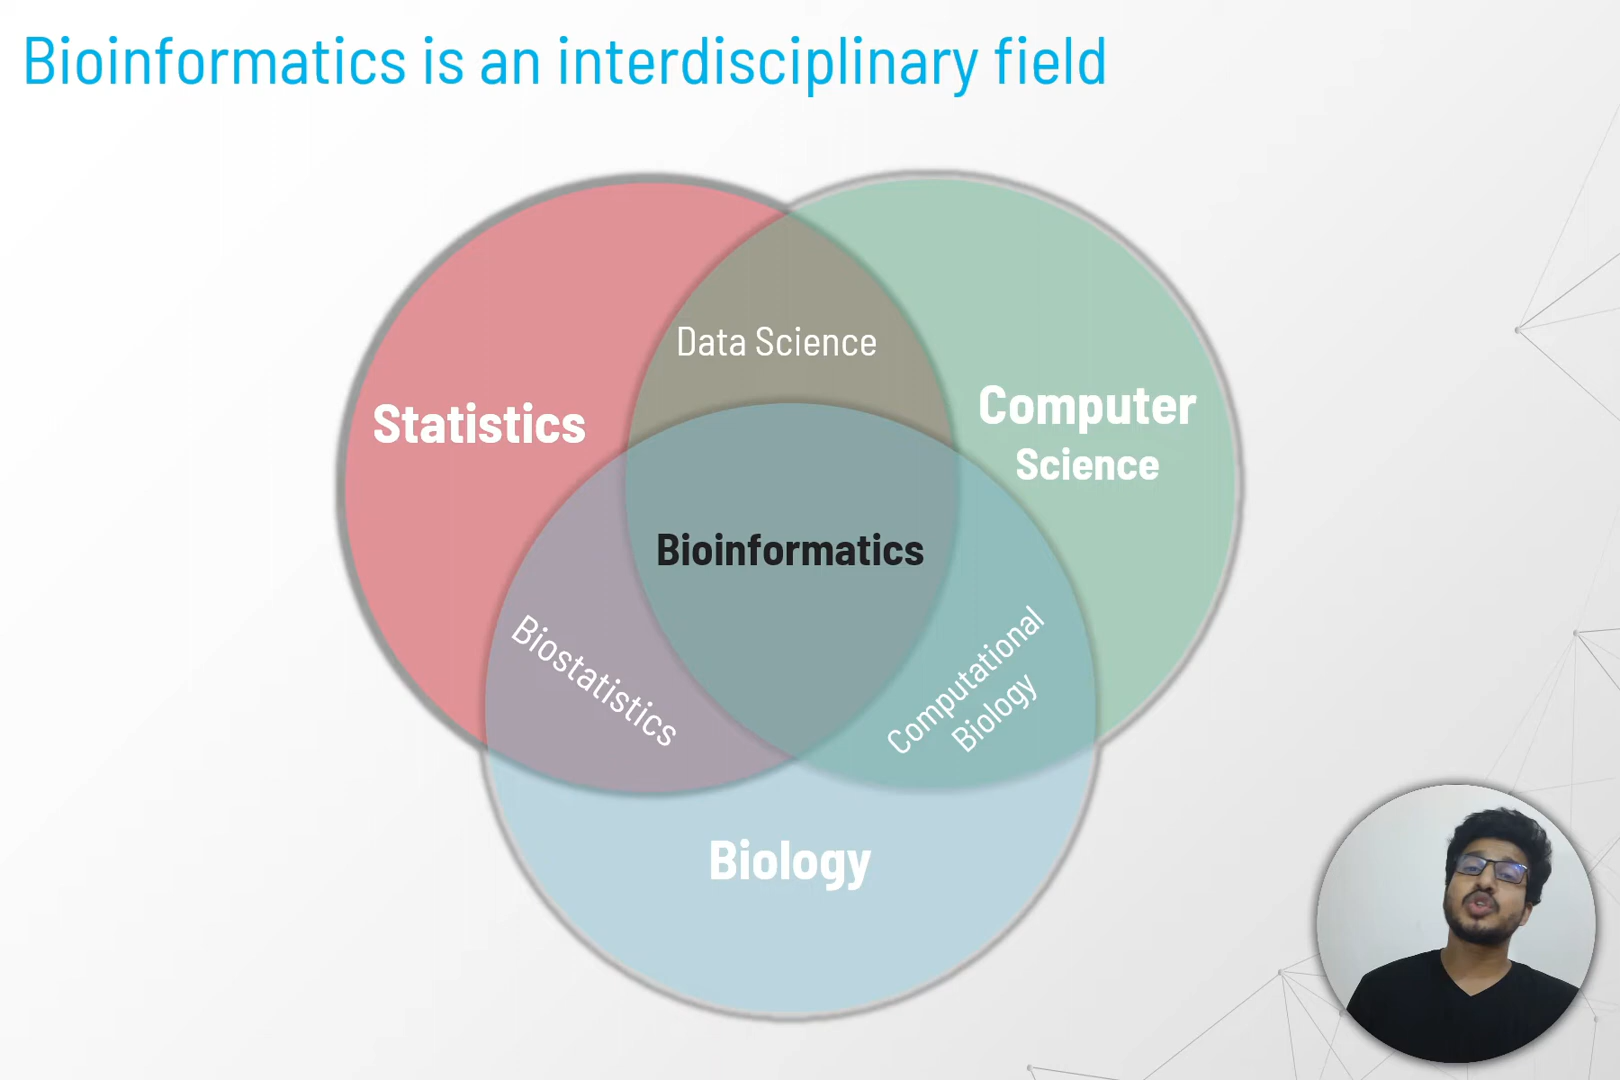 Bioinformatics is an interdisciplinary field
Data Science
Statistics
Computer
Science
Bioinformatics
Biostatistics
Computational
Biology
Biology